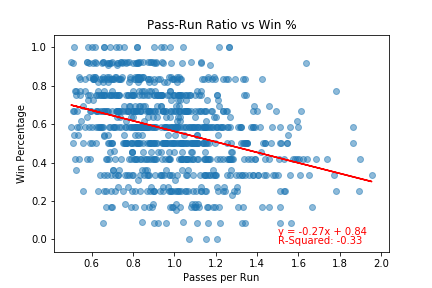 Pass-Run Ratio vs Win %
Win Percentage
1.0
0.8
0.6
0.4
0.2
0.0
y = -0.27x + 0.84
R-Squared: -0.33
0.6 0.8 1.0 1.2 1.4 1.6 1.8 2.0
Passes per Run